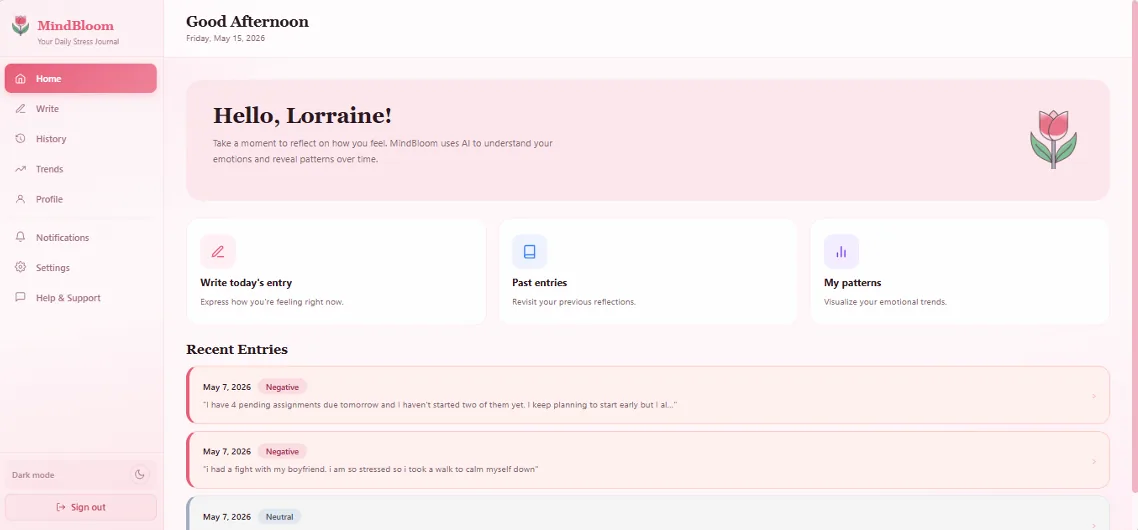 MindBloom
Your Daily Stress Journal
Home
Write
History
Trends
Profile
Notifications
Settings
Help & Support
Dark mode
Sign out
Good Afternoon
Friday, May 15, 2026
Hello, Lorraine!
Take a moment to reflect on how you feel. MindBloom uses AI to understand your
emotions and reveal patterns over time.
Write today's entry
Express how you're feeling right now.
Past entries
Revisit your previous reflections.
My patterns
Visualize your emotional trends.
Recent Entries
May 7, 2026 Negative
"I have 4 pending assignments due tomorrow and I haven't started two of them yet. I keep planning to start early but I al..."
May 7, 2026 Negative
"i had a fight with my boyfriend. i am so stressed so i took a walk to calm myself down"
May 7, 2026 Neutral